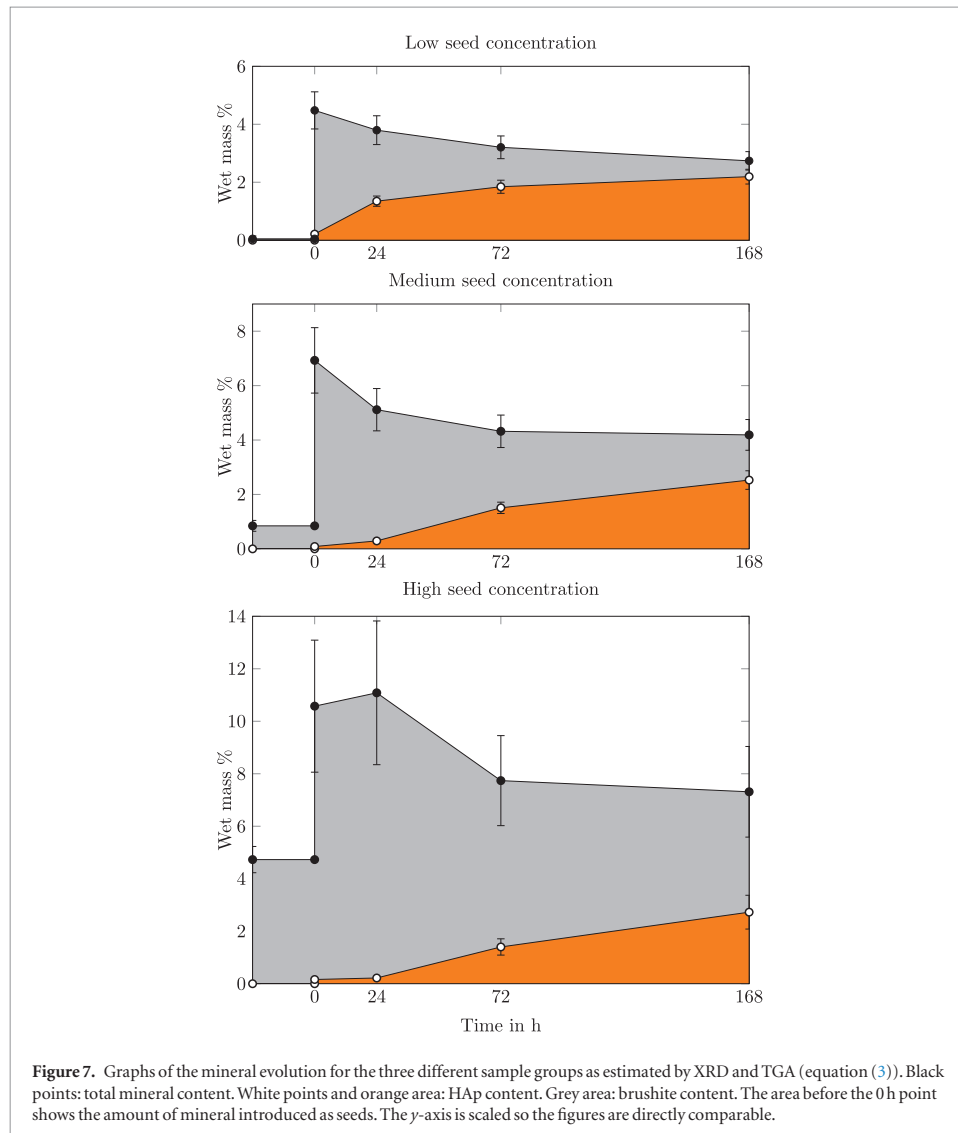 Low seed concentration
6
4
2
0
Wet mass %
0 24 72 168
Medium seed concentration
8
6
4
2
0
Wet mass %
0 24 72 168
High seed concentration
14
12
10
8
6
4
2
0
Wet mass %
0 24 72 168
Time in h
Figure 7. Graphs of the mineral evolution for the three different sample groups as estimated by XRD and TGA (equation (3)). Black
points: total mineral content. White points and orange area: HAp content. Grey area: brushite content. The area before the 0 h point
shows the amount of mineral introduced as seeds. The y-axis is scaled so the figures are directly comparable.